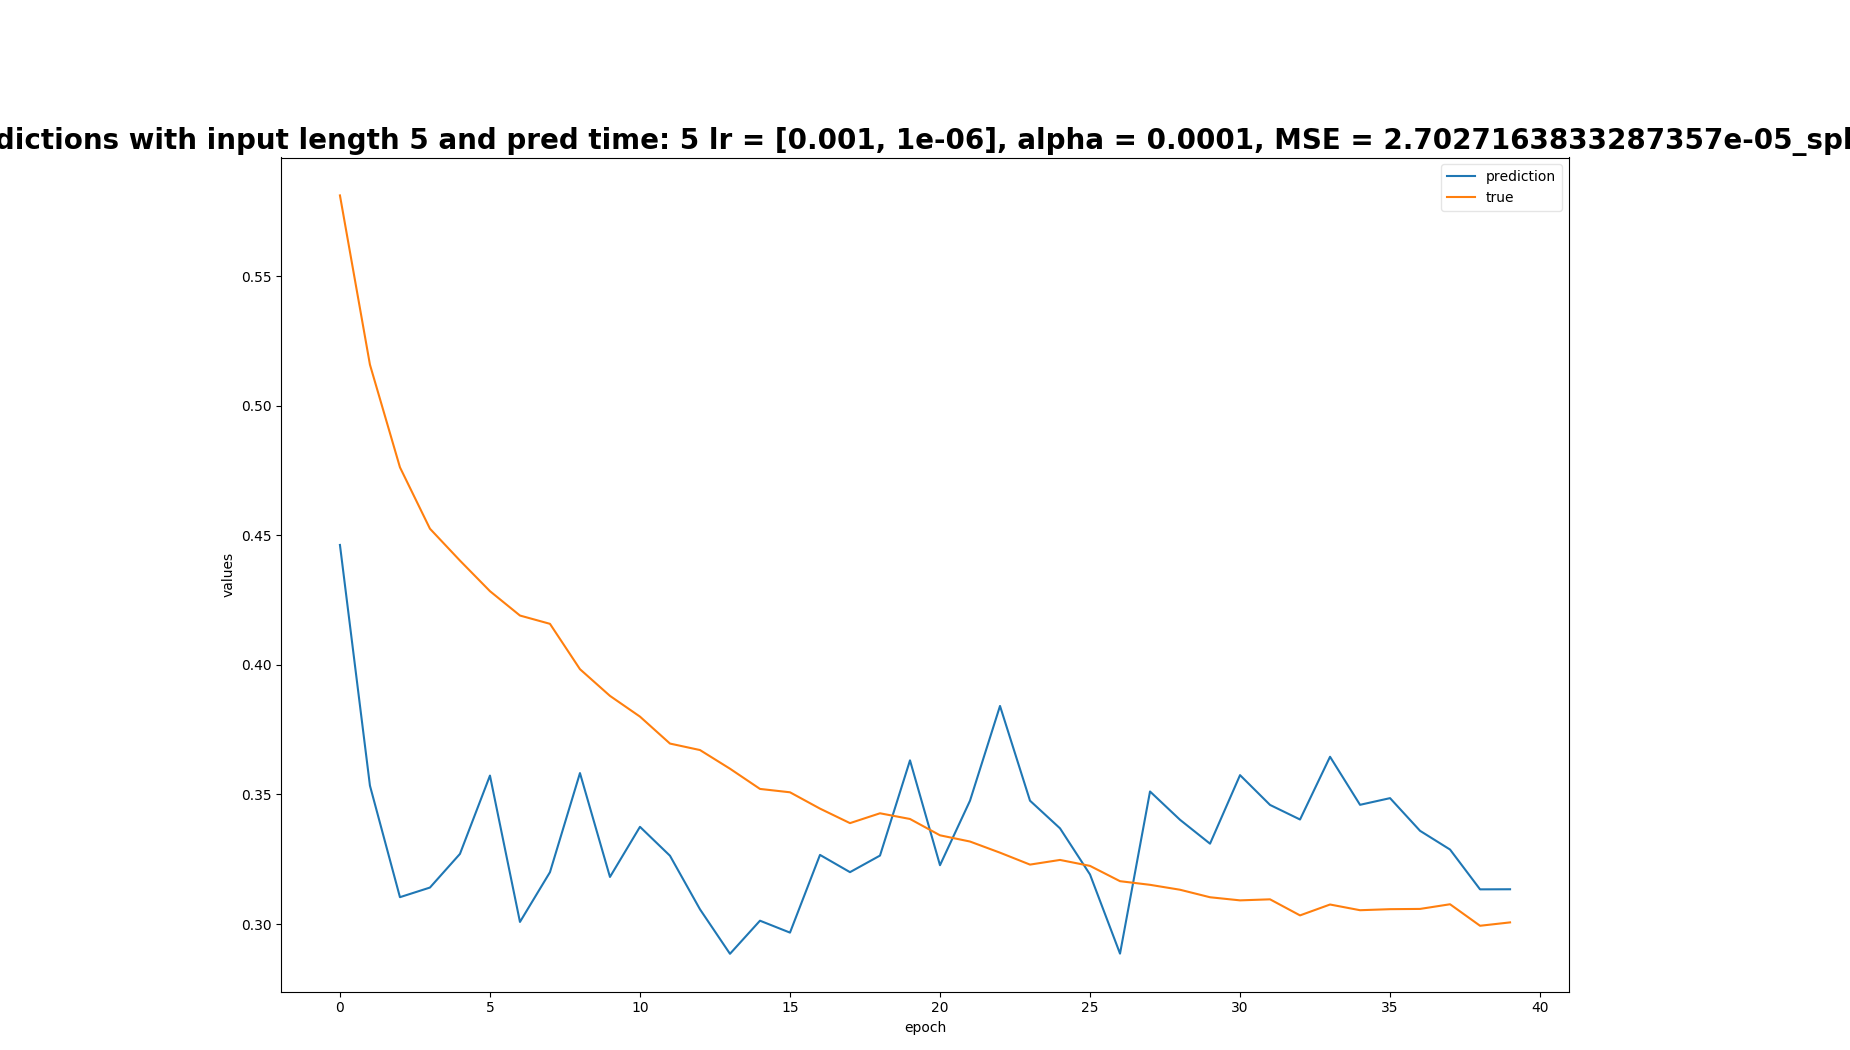 dictions with input length 5 and pred time: 5 lr = [0.001, 1e-06], alpha = 0.0001, MSE = 2.7027163833287357e-05_spl
prediction
true
0.55
0.50
0.45
0.40
0.35
0.30
values
0 5 10 15 20 25 30 35 40
epoch